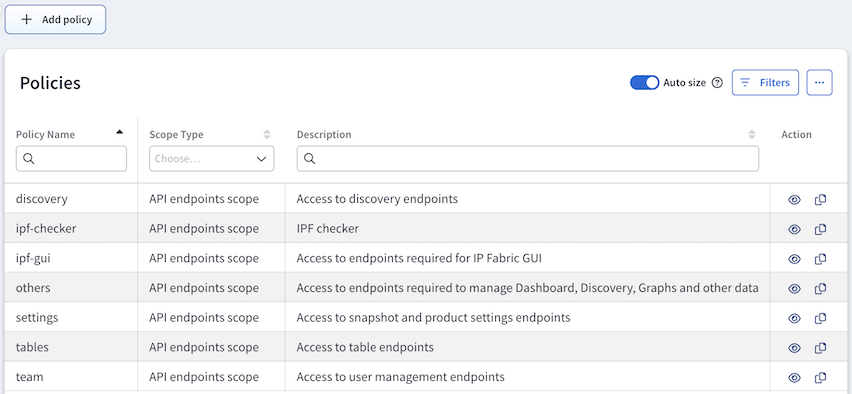 Add policy
Policies
Auto size
Filters
Policy Name Scope Type Description Action
Choose...
discovery API endpoints scope Access to discovery endpoints
ipf-checker API endpoints scope IPF checker
ipf-gui API endpoints scope Access to endpoints required for IP Fabric GUI
others API endpoints scope Access to endpoints required to manage Dashboard, Discovery, Graphs and other data
settings API endpoints scope Access to snapshot and product settings endpoints
tables API endpoints scope Access to table endpoints
team API endpoints scope Access to user management endpoints